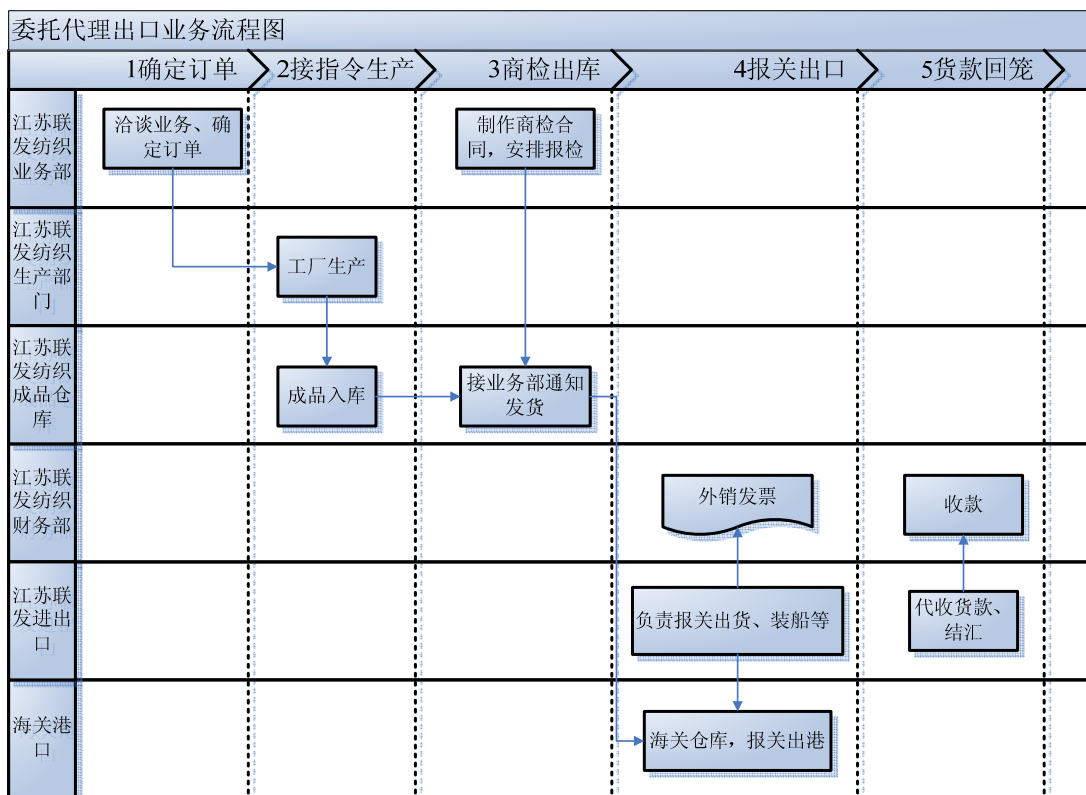 委托代理出口业务流程图
1确定订单
2接指令生产
3商检出库
4报关出口
5货款回笼
江苏联
发纺织
业务部
洽谈业务、确
定订单
制作商检合
同，安排报检
江苏联
发纺织
生产部
门
工厂生产
江苏联
发纺织
成品仓
库
成品入库
接业务部通知
发货
江苏联
发纺织
财务部
外销发票
收款
江苏联
发进出
口
负责报关出货、装船等
代收货款、
结汇
海关港
口
海关仓库，报关出港